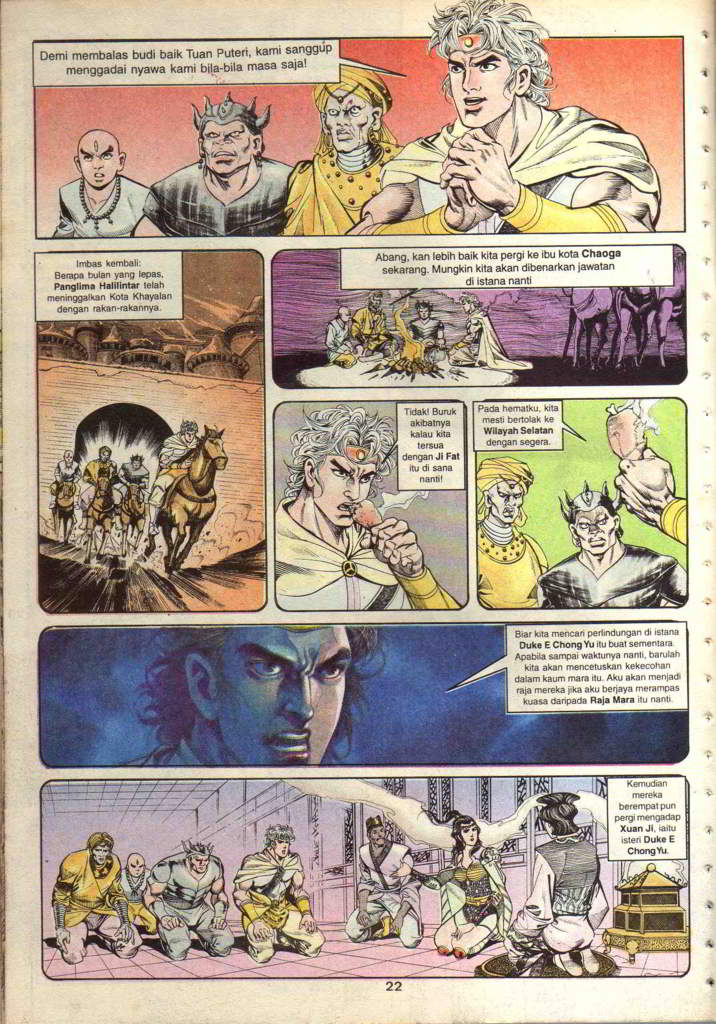 Demi membalas budi baik Tuan Puteri, kami sanggup
menggadai nyawa kami bila-bila masa saja!
Imbas kembali:
Berapa bulan yang lepas,
Panglima Halilintar telah
meninggalkan Kota Khayalan
dengan rakan-rakannya.
Abang, kan lebih baik kita pergi ke ibu kota Chaoga
sekarang. Mungkin kita akan dibenarkan jawatan
di istana nanti
Tidak! Buruk
akibatnya
kalau kita
tersua
dengan Ji Fat
itu di sana
nanti!
Pada hematku, kita
mesti bertolak ke
Wilayah Selatan
dengan segera.
Biar kita mencari perlindungan di istana
Duke E Chong Yu itu buat sementara.
Apabila sampai waktunya nanti, barulah
kita akan mencetuskan kekecohan
dalam kaum mara itu. Aku akan menjadi
raja mereka jika aku berjaya merampas
kuasa daripada Raja Mara itu nanti.
Kemudian
mereka
berempat pun
pergi mengadap
Xuan Ji, iaitu
isteri Duke E
Chong Yu.
22